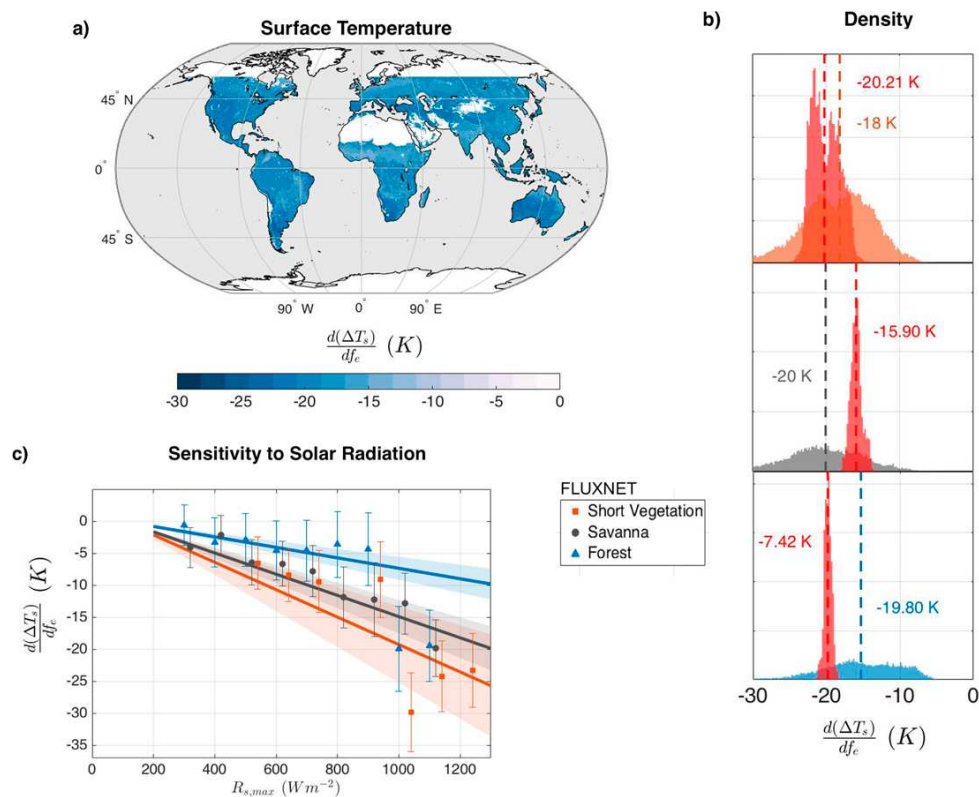 a)
Surface Temperature
45° N
0°
45° S
90° W
0°
90° E
d(ΔTₛ)
dfₑ
(K)
-30
-25
-20
-15
-10
-5
0
b)
Density
-20.21 K
-18 K
-15.90 K
-20 K
-7.42 K
-19.80 K
-30
-20
-10
0
d(ΔTₛ)
dfₑ
(K)
c)
Sensitivity to Solar Radiation
0
-5
-10
-15
-20
-25
-30
-35
d(ΔTₛ)
dfₑ
(K)
0
200
400
600
800
1000
1200
Rₛ,ₘₐₓ (Wm⁻²)
FLUXNET
Short Vegetation
Savanna
Forest